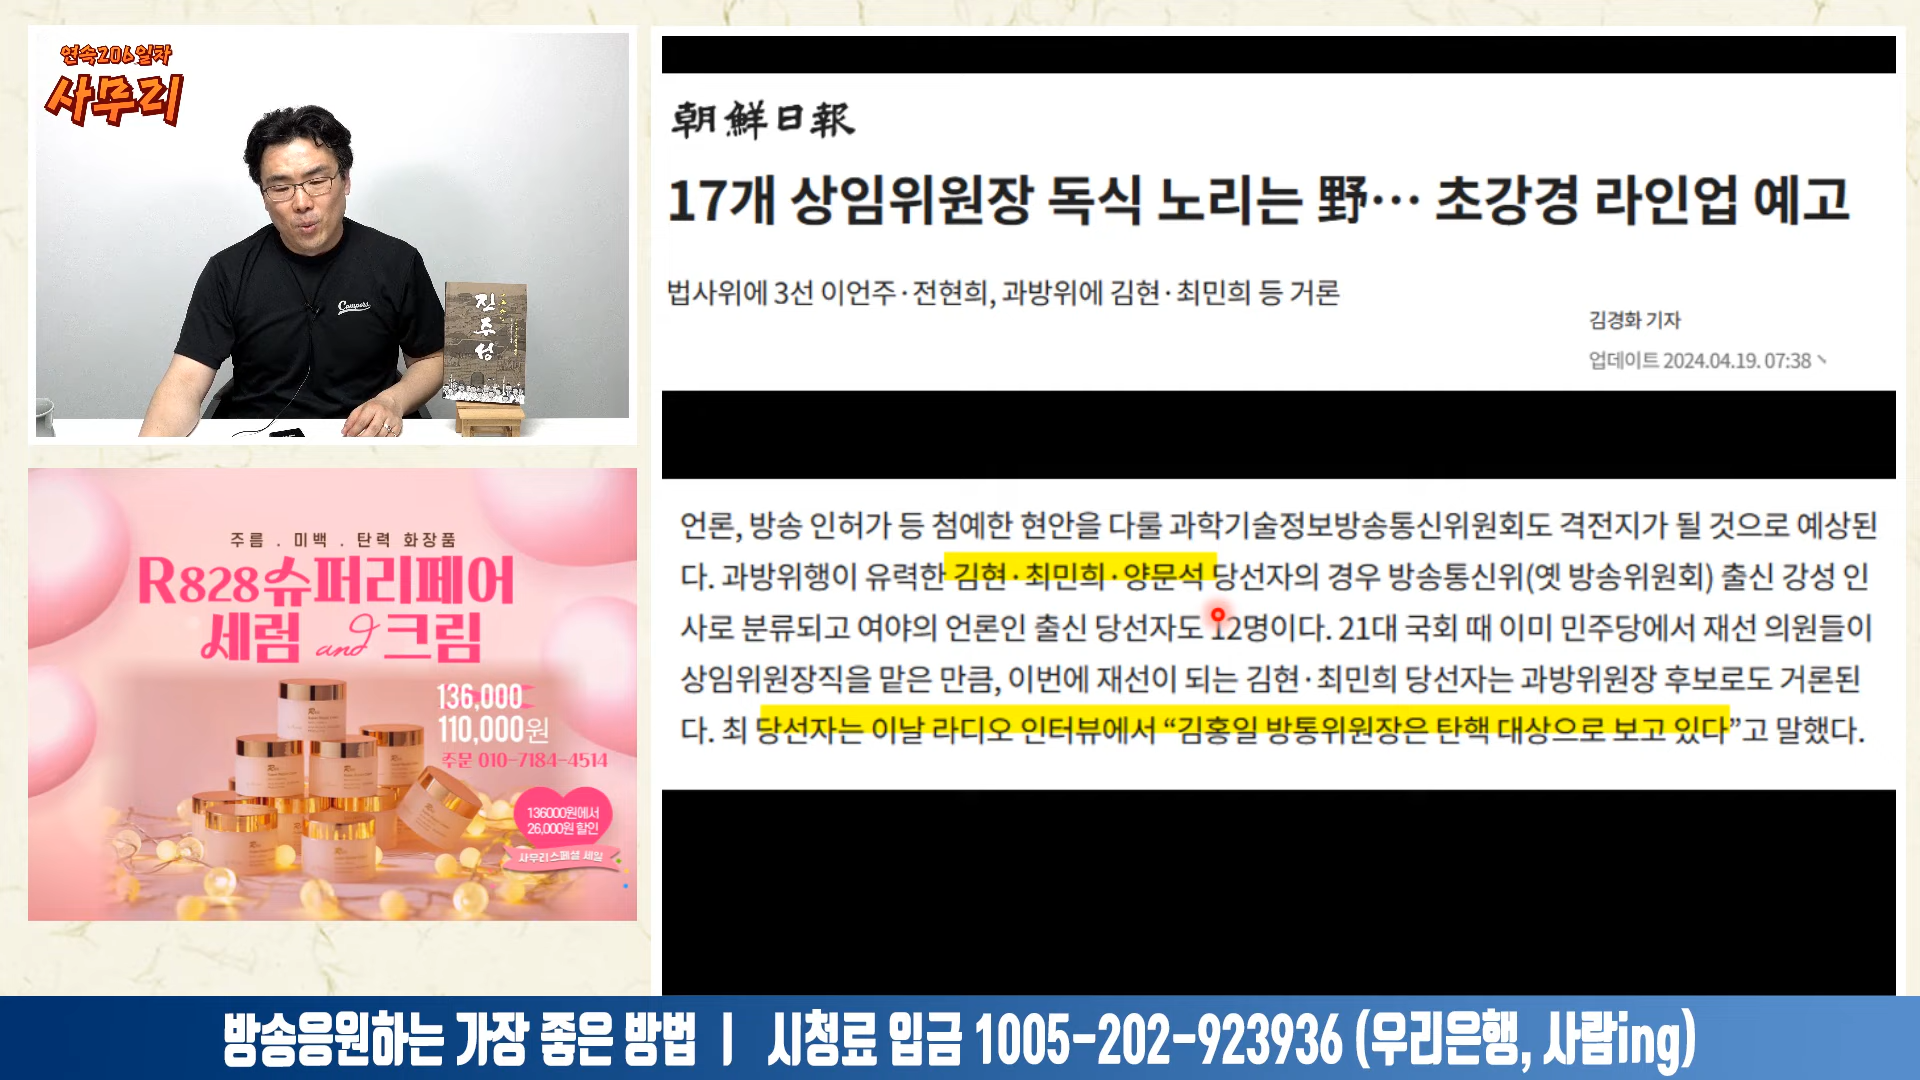 연속206일차
사무리
Campers
진주성
朝鮮日報
17개 상임위원장 독식 노리는 野… 초강경 라인업 예고
법사위에 3선 이언주·전현희, 과방위에 김현·최민희 등 거론
김경화 기자
업데이트 2024.04.19. 07:38
언론, 방송 인허가 등 첨예한 현안을 다룰 과학기술정보방송통신위원회도 격전지가 될 것으로 예상된
다. 과방위행이 유력한 김현·최민희·양문석 당선자의 경우 방송통신위(옛 방송위원회) 출신 강성 인
사로 분류되고 여야의 언론인 출신 당선자도 12명이다. 21대 국회 때 이미 민주당에서 재선 의원들이
상임위원장직을 맡은 만큼, 이번에 재선이 되는 김현·최민희 당선자는 과방위원장 후보로도 거론된
다. 최 당선자는 이날 라디오 인터뷰에서 “김홍일 방통위원장은 탄핵 대상으로 보고 있다”고 말했다.
주름 . 미백 . 탄력 화장품
R828슈퍼리페어
세럼 and 크림
136,000
110,000원
주문 010-7184-4514
136000원에서
26,000원 할인
사무리스페셜 세일
방송응원하는 가장 좋은 방법 | 시청료 입금 1005-202-923936 (우리은행, 사람ing)